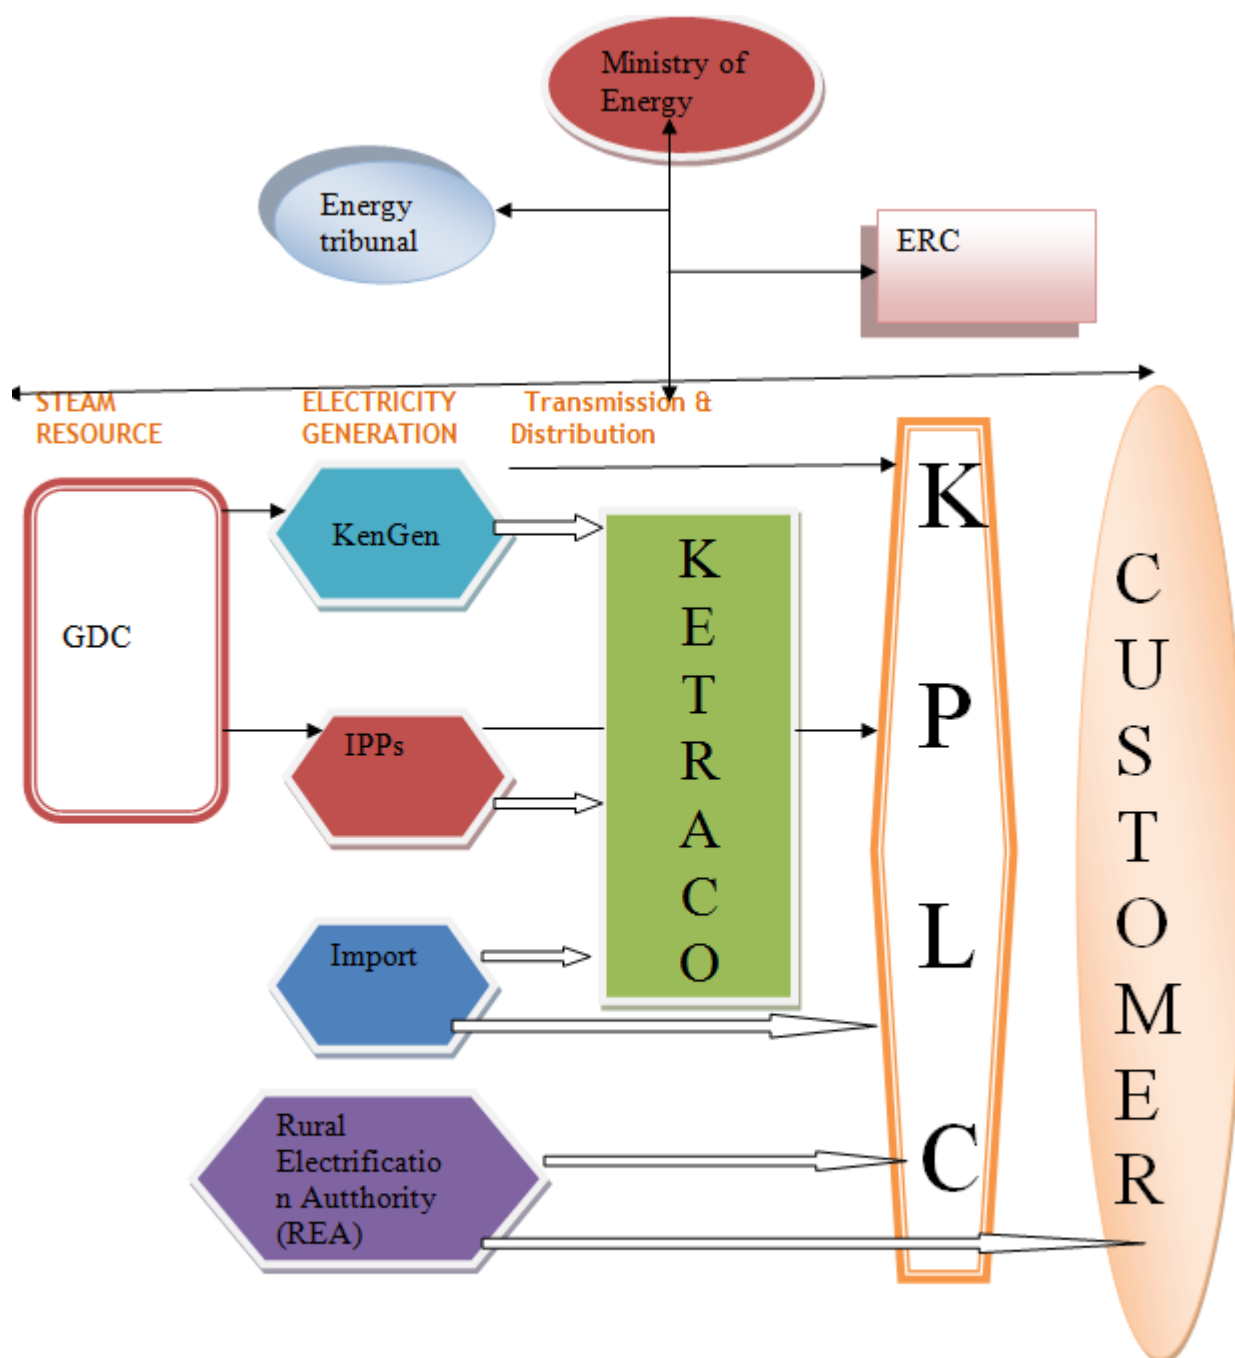 Ministry of
Energy
Energy
tribunal
ERC
STEAM
RESOURCE
ELECTRICITY
GENERATION
Transmission &
Distribution
GDC
KenGen
IPPs
Import
Rural
Electrificatio
n Autthority
(REA)
K
E
T
R
A
C
O
K
P
L
C
C
U
S
T
O
M
E
R